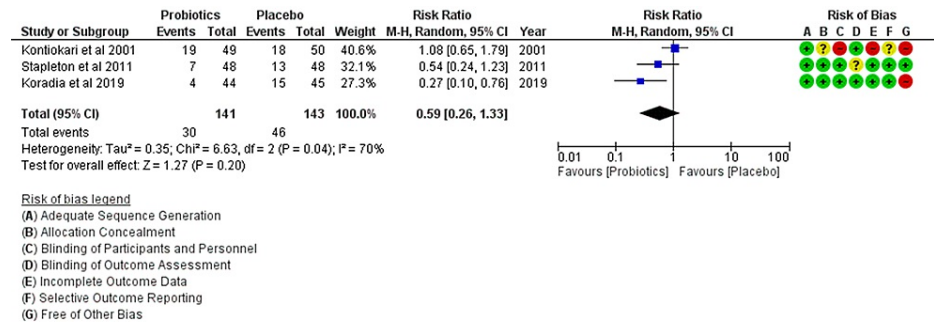 Probiotics Placebo Risk Ratio Risk Ratio Risk of Bias
Study or Subgroup Events Total Events Total Weight M-H, Random, 95% CI Year M-H, Random, 95% CI A B C D E F G
Kontiokari et al 2001 19 49 18 50 40.6% 1.08 [0.65, 1.79] 2001 + ? - + - ? -
Stapleton et al 2011 7 48 13 48 32.1% 0.54 [0.24, 1.23] 2011 + + + ? + + +
Koradia et al 2019 4 44 15 45 27.3% 0.27 [0.10, 0.76] 2019 + + + + + + -
Total (95% CI) 141 143 100.0% 0.59 [0.26, 1.33]
Total events 30 46
Heterogeneity: Tau² = 0.35; Chi² = 6.63, df = 2 (P = 0.04); I² = 70%
Test for overall effect: Z = 1.27 (P = 0.20)
0.01 0.1 1 10 100
Favours [Probiotics] Favours [Placebo]
Risk of bias legend
(A) Adequate Sequence Generation
(B) Allocation Concealment
(C) Blinding of Participants and Personnel
(D) Blinding of Outcome Assessment
(E) Incomplete Outcome Data
(F) Selective Outcome Reporting
(G) Free of Other Bias